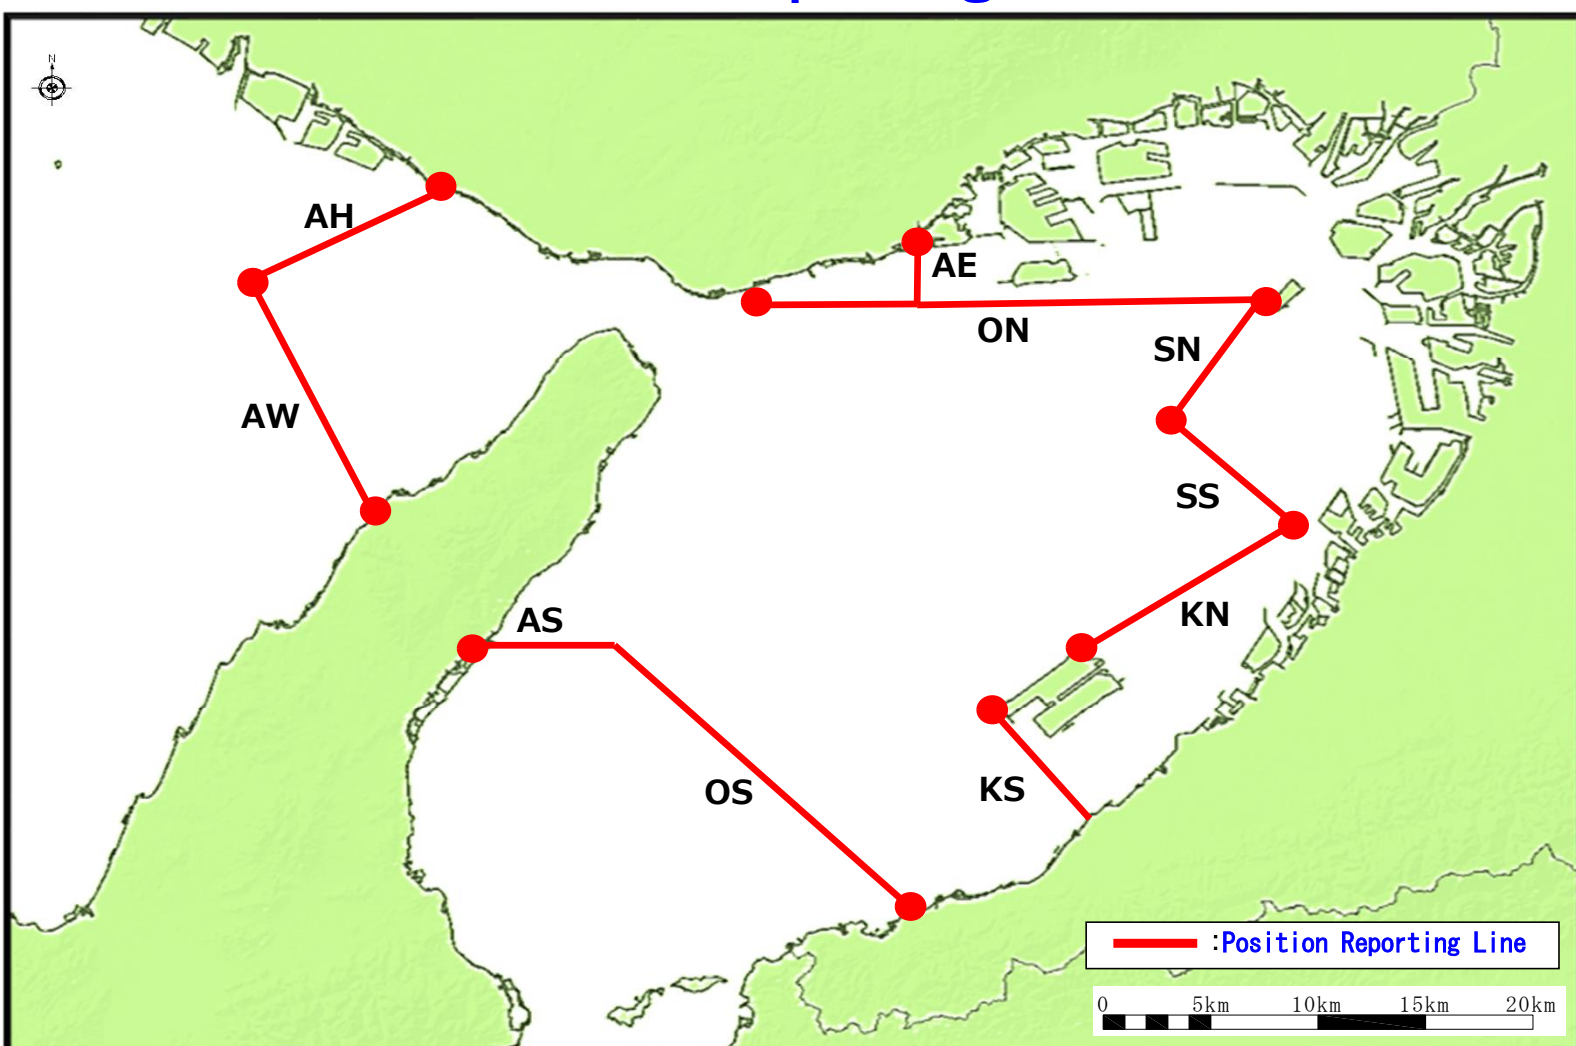 N
AH
AE
ON
SN
AW
SS
KN
AS
OS
KS
:Position Reporting Line
0 5km 10km 15km 20km